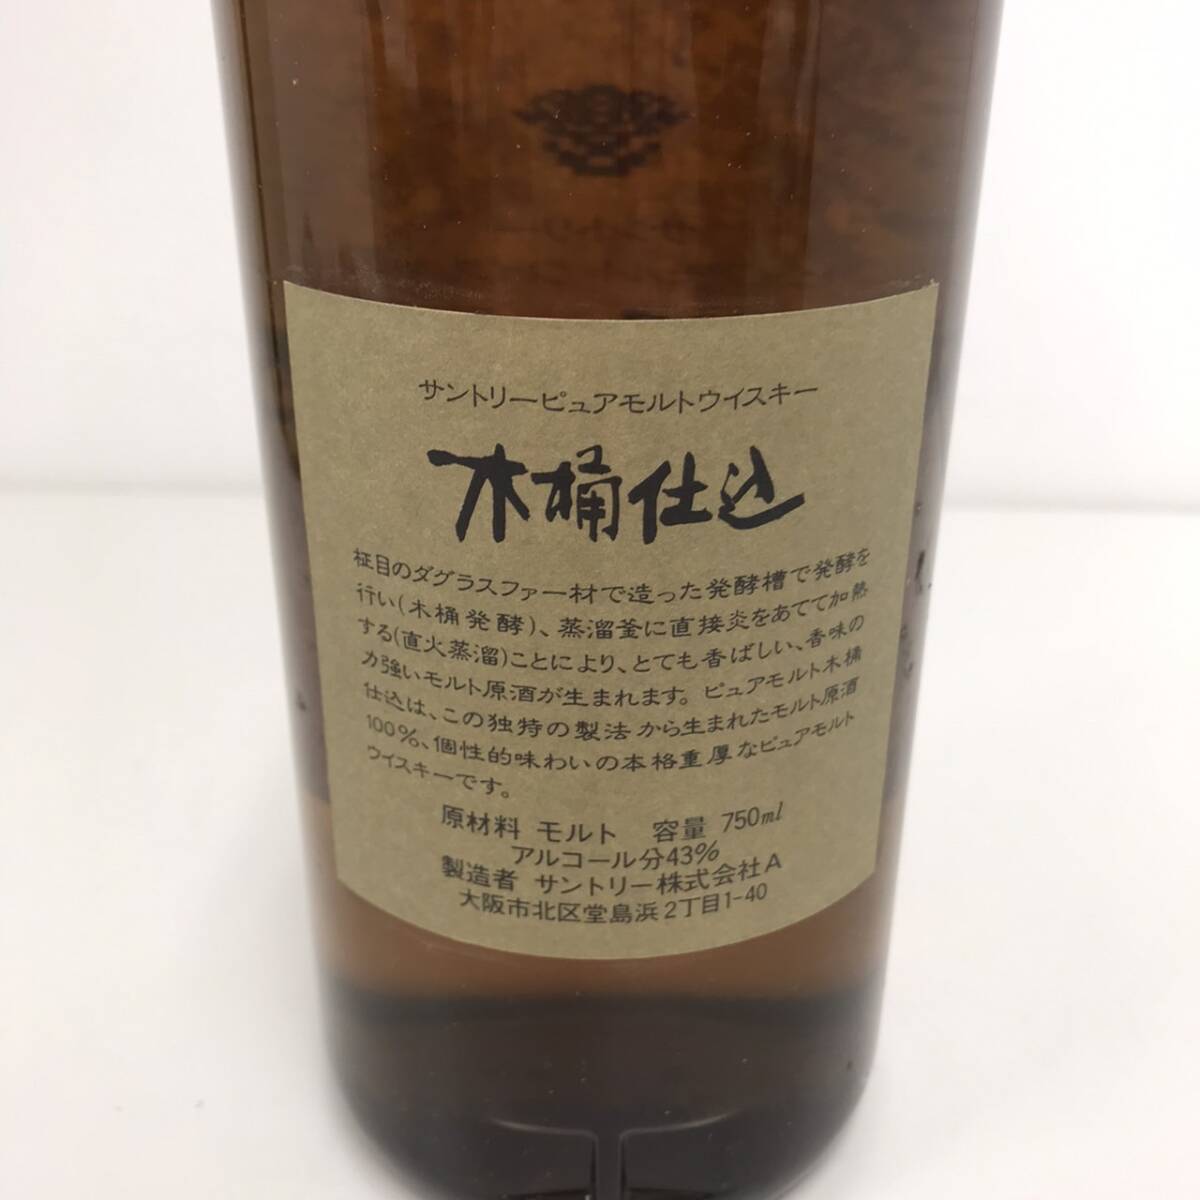 サントリー
サントリーピュアモルトウイスキー
木桶仕込
柾目のダグラスファー材で造った発酵槽で発酵を
行い(木桶発酵)、蒸溜釜に直接炎をあてて加熱
する(直火蒸溜)ことにより、とても香ばしい、香味の
力強いモルト原酒が生まれます。ピュアモルト木桶
仕込は、この独特の製法から生まれたモルト原酒
100%、個性的味わいの本格重厚なピュアモルト
ウイスキーです。
原材料 モルト 容量 750ml
アルコール分43%
製造者 サントリー株式会社A
大阪市北区堂島浜2丁目1-40